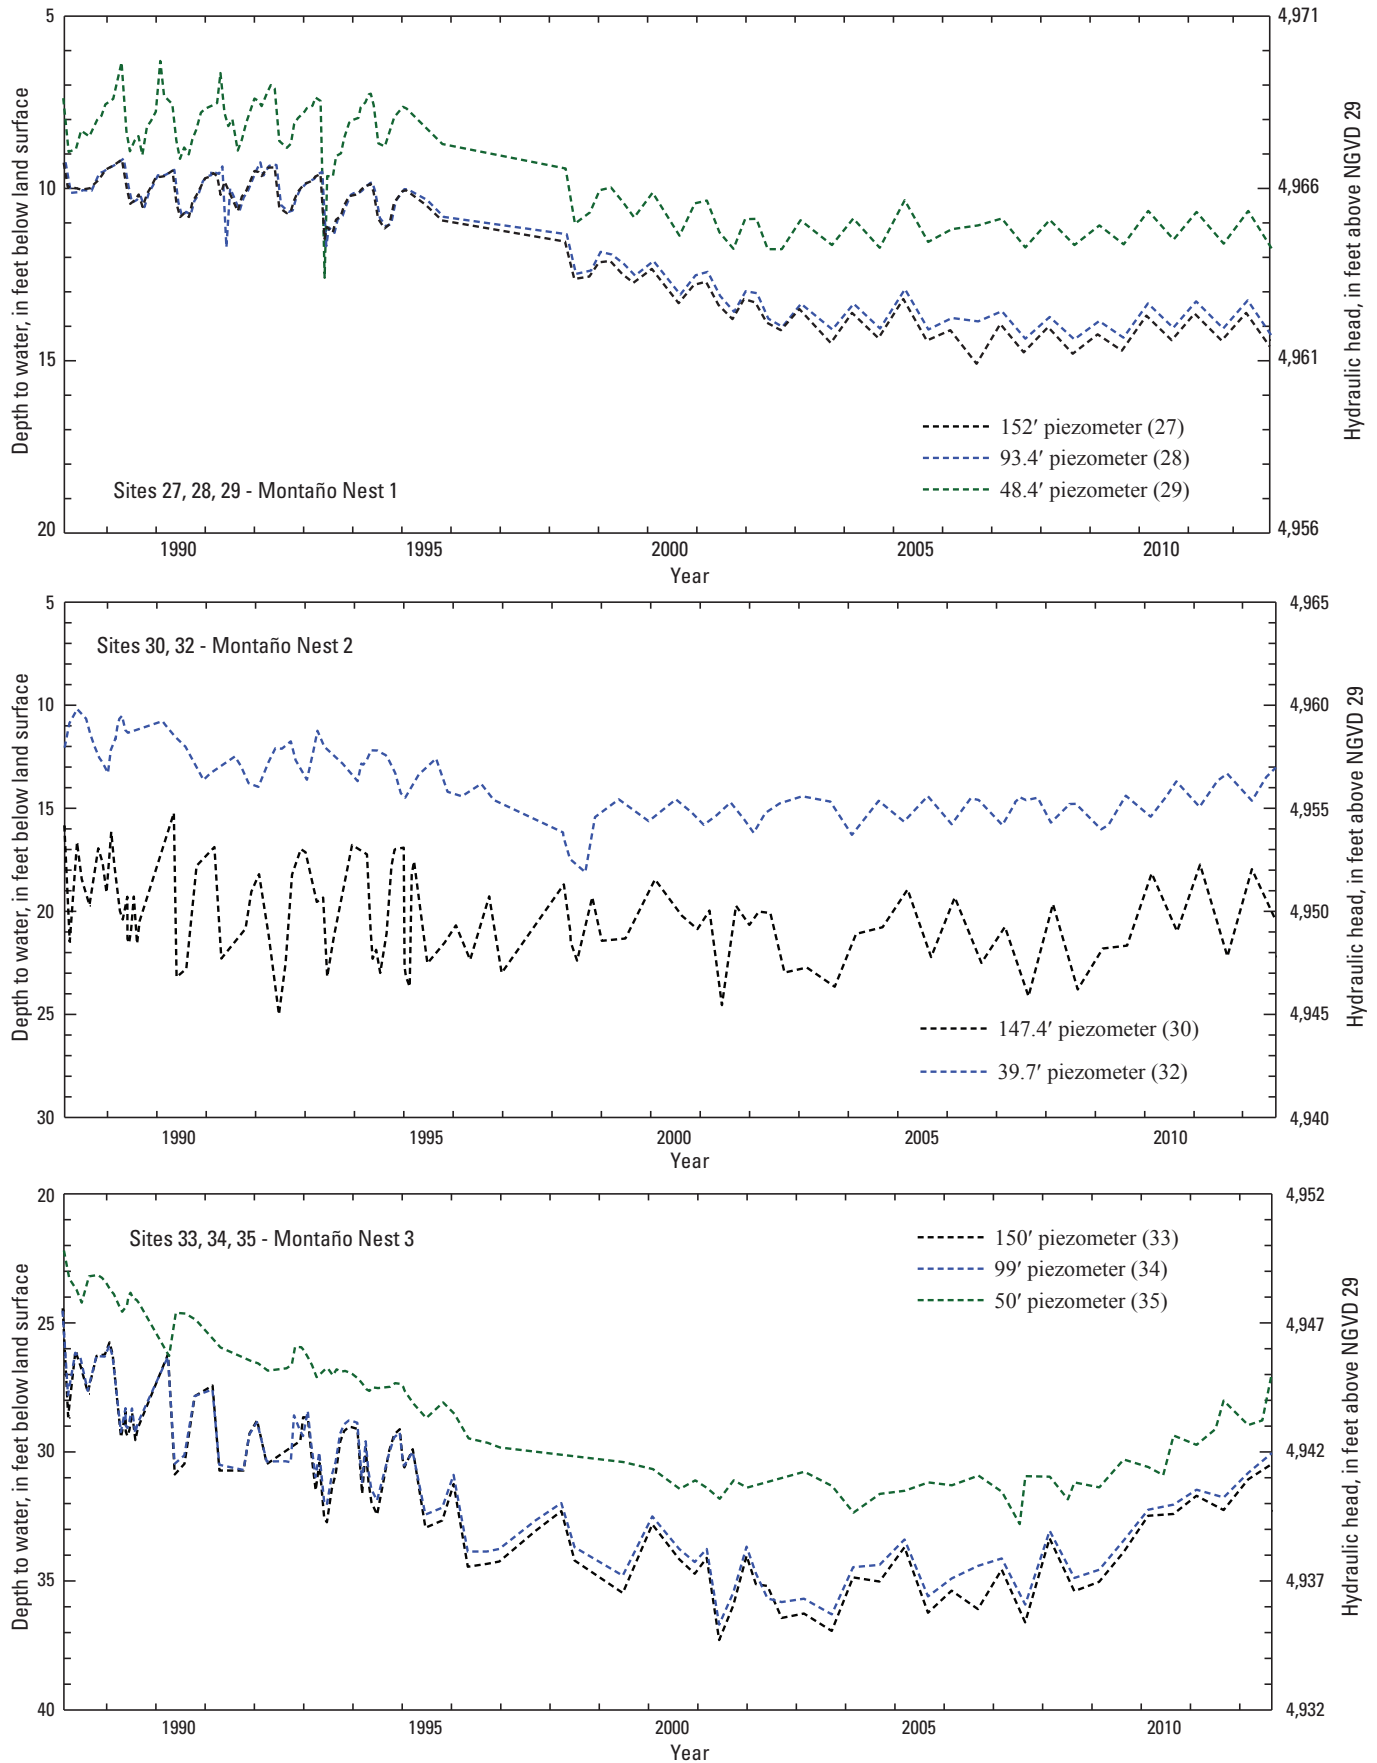 5
10
15
20
Depth to water, in feet below land surface
4,971
4,966
4,961
4,956
Hydraulic head, in feet above NGVD 29
152′ piezometer (27)
93.4′ piezometer (28)
48.4′ piezometer (29)
Sites 27, 28, 29 - Montaño Nest 1
1990 1995 2000 2005 2010
Year
5
10
15
20
25
30
Depth to water, in feet below land surface
4,965
4,960
4,955
4,950
4,945
4,940
Hydraulic head, in feet above NGVD 29
Sites 30, 32 - Montaño Nest 2
147.4′ piezometer (30)
39.7′ piezometer (32)
1990 1995 2000 2005 2010
Year
20
25
30
35
40
Depth to water, in feet below land surface
4,952
4,947
4,942
4,937
4,932
Hydraulic head, in feet above NGVD 29
Sites 33, 34, 35 - Montaño Nest 3
150′ piezometer (33)
99′ piezometer (34)
50′ piezometer (35)
1990 1995 2000 2005 2010
Year